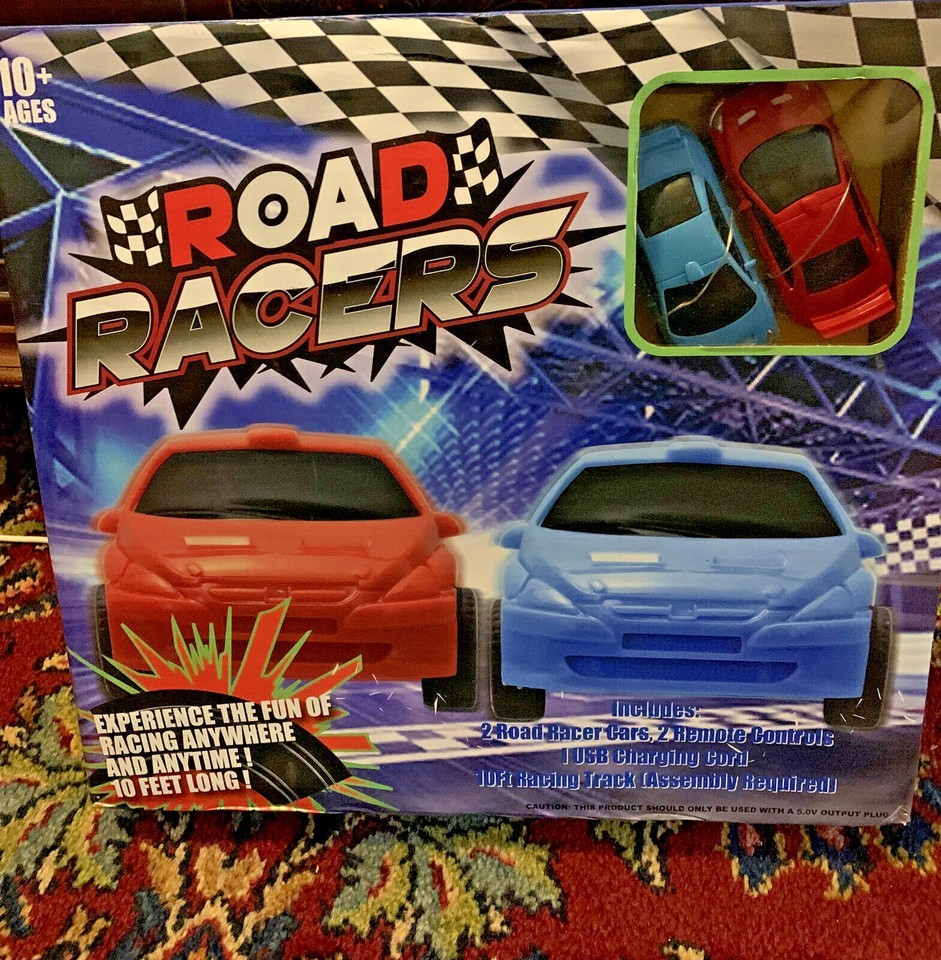 10+
AGES
ROAD
RACERS
EXPERIENCE THE FUN OF
RACING ANYWHERE
AND ANYTIME!
10 FEET LONG!
Includes:
2 Road Racer Cars, 2 Remote Controls
1 USB Charging Cord
10Ft Racing Track (Assembly Required)
CAUTION: THIS PRODUCT SHOULD ONLY BE USED WITH A 5.0V OUTPUT PLUG